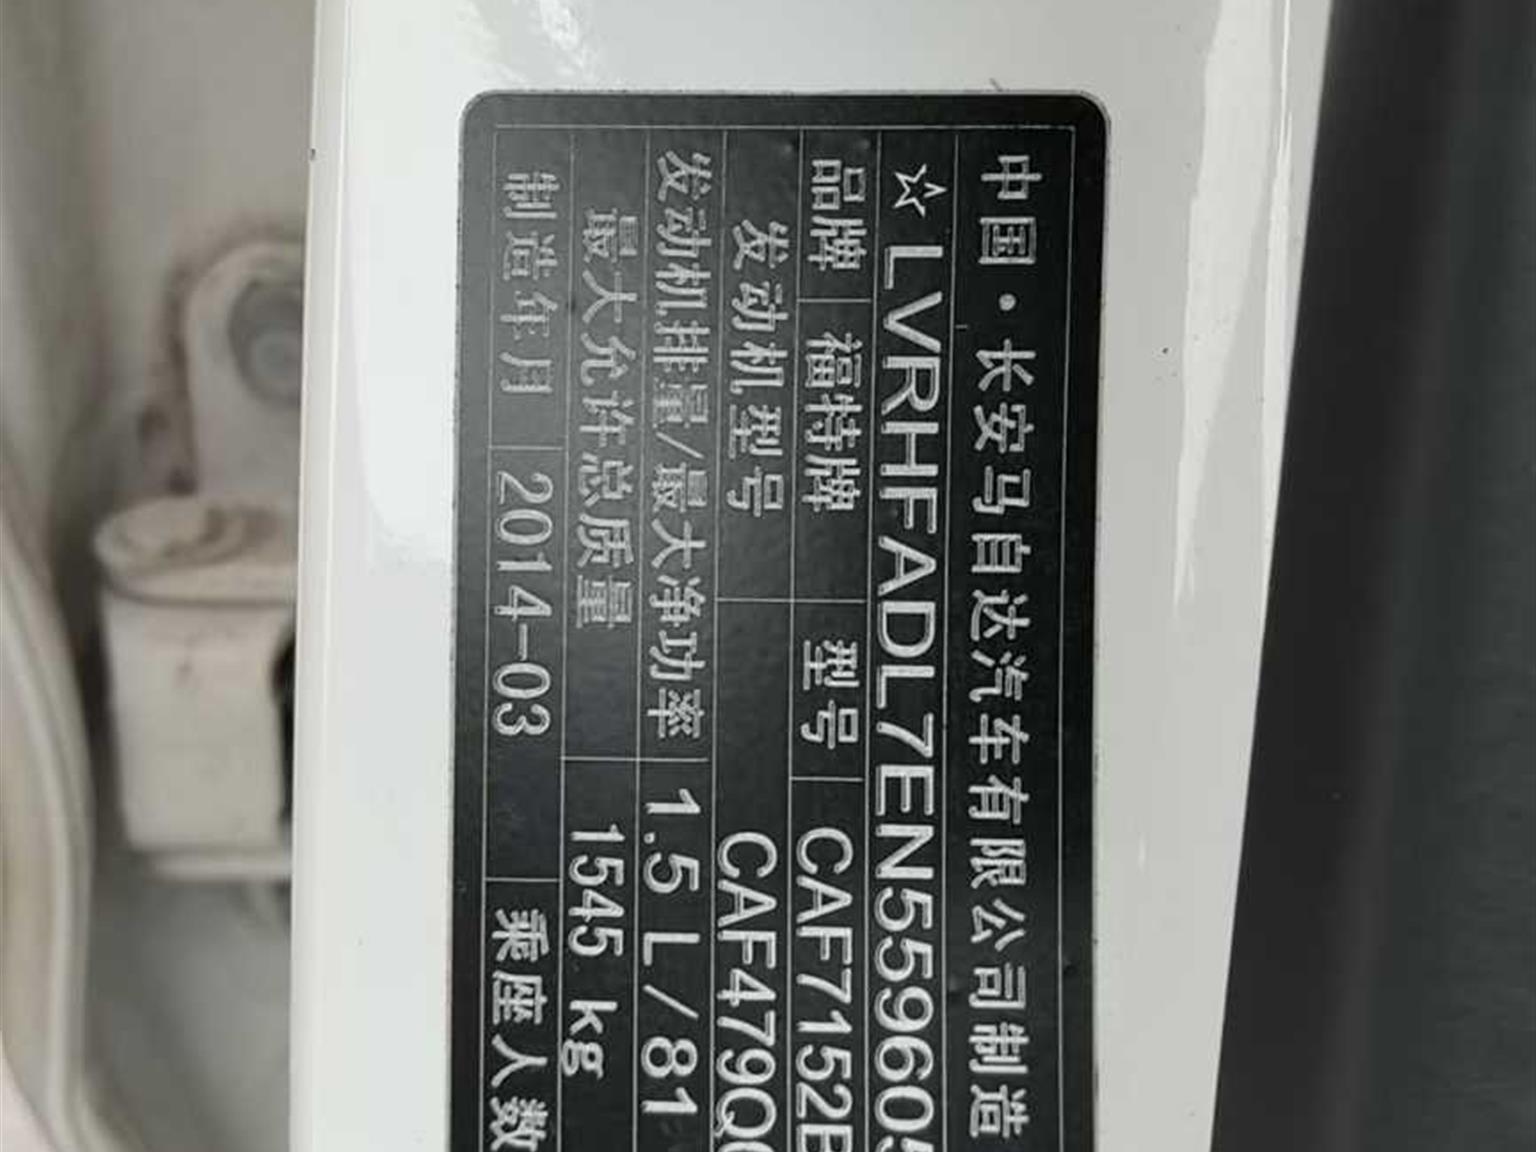 中国·长安马自达汽车有限公司制造
☆LVRHFADL7EN559605
品牌 福特牌 型号 CAF7152B
发动机型号 CAF479Q
发动机排量/最大净功率 1.5 L/81
最大允许总质量 1545 kg
制造年月 2014-03 乘座人数